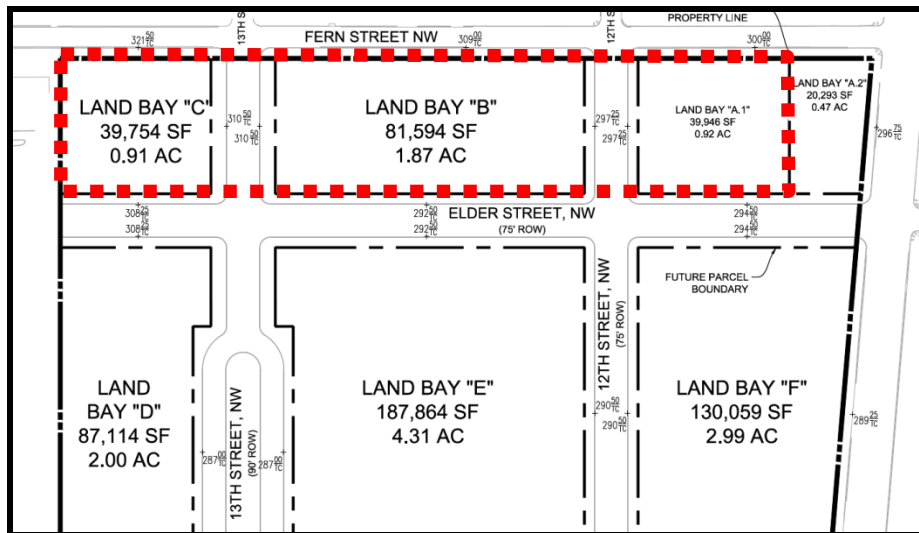 PROPERTY LINE
13TH S
12TH S
FERN STREET NW
321 50 TC
309 00 TC
300 00 TC
LAND BAY "C"
39,754 SF
0.91 AC
310 50 TC
310 50 TC
LAND BAY "B"
81,594 SF
1.87 AC
297 25 TC
297 25 TC
LAND BAY "A.1"
39,946 SF
0.92 AC
LAND BAY "A.2"
20,293 SF
0.47 AC
296 75 TC
308 25 TC
308 25 TC
292 50 TC
292 50 TC
ELDER STREET, NW
(75' ROW)
294 50 TC
294 50 TC
FUTURE PARCEL
BOUNDARY
12TH STREET, NW
(75' ROW)
LAND
BAY "D"
87,114 SF
2.00 AC
287 00 TC
287 00 TC
13TH STREET, NW
(90' ROW)
LAND BAY "E"
187,864 SF
4.31 AC
290 50 TC
290 50 TC
LAND BAY "F"
130,059 SF
2.99 AC
289 25 TC